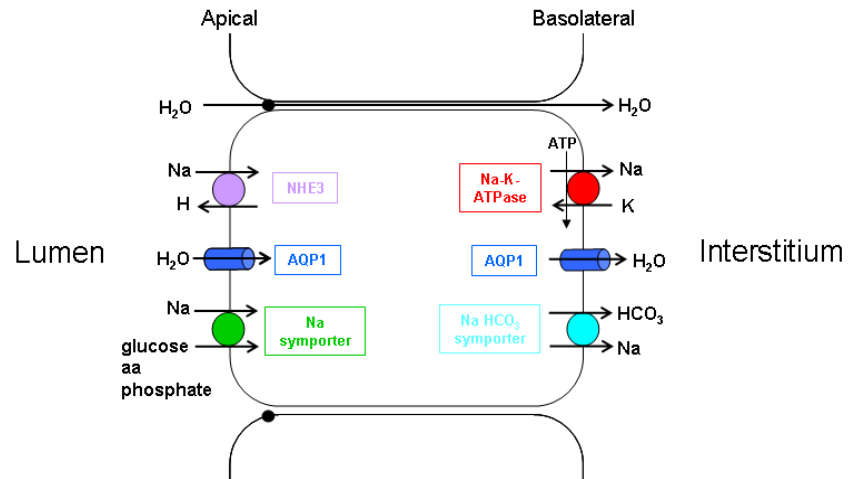 Apical
Basolateral
H₂O
H₂O
ATP
Na
NHE3
Na-K-
ATPase
Na
H
K
Lumen
H₂O
AQP1
AQP1
H₂O
Interstitium
Na
Na
symporter
Na HCO₃
symporter
HCO₃
glucose
aa
phosphate
Na